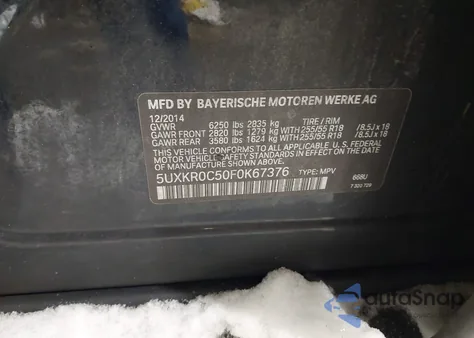 MFD BY BAYERISCHE MOTOREN WERKE AG
12/2014 TIRE / RIM
GVWR 6250 lbs 2835 kg
GAWR FRONT 2820 lbs 1279 kg WITH 255/55 R18 /8.5J x 18
GAWR REAR 3580 lbs 1624 kg WITH 255/55 R18 /8.5J x 18
THIS VEHICLE CONFORMS TO ALL APPLICABLE U.S. FEDERAL
MOTOR VEHICLE SAFETY STANDARDS IN EFFECT ON THE DATE
OF MANUFACTURE SHOWN ABOVE.
5UXKR0C50F0K67376 TYPE: MPV 668U
7 320 729
autoSnap